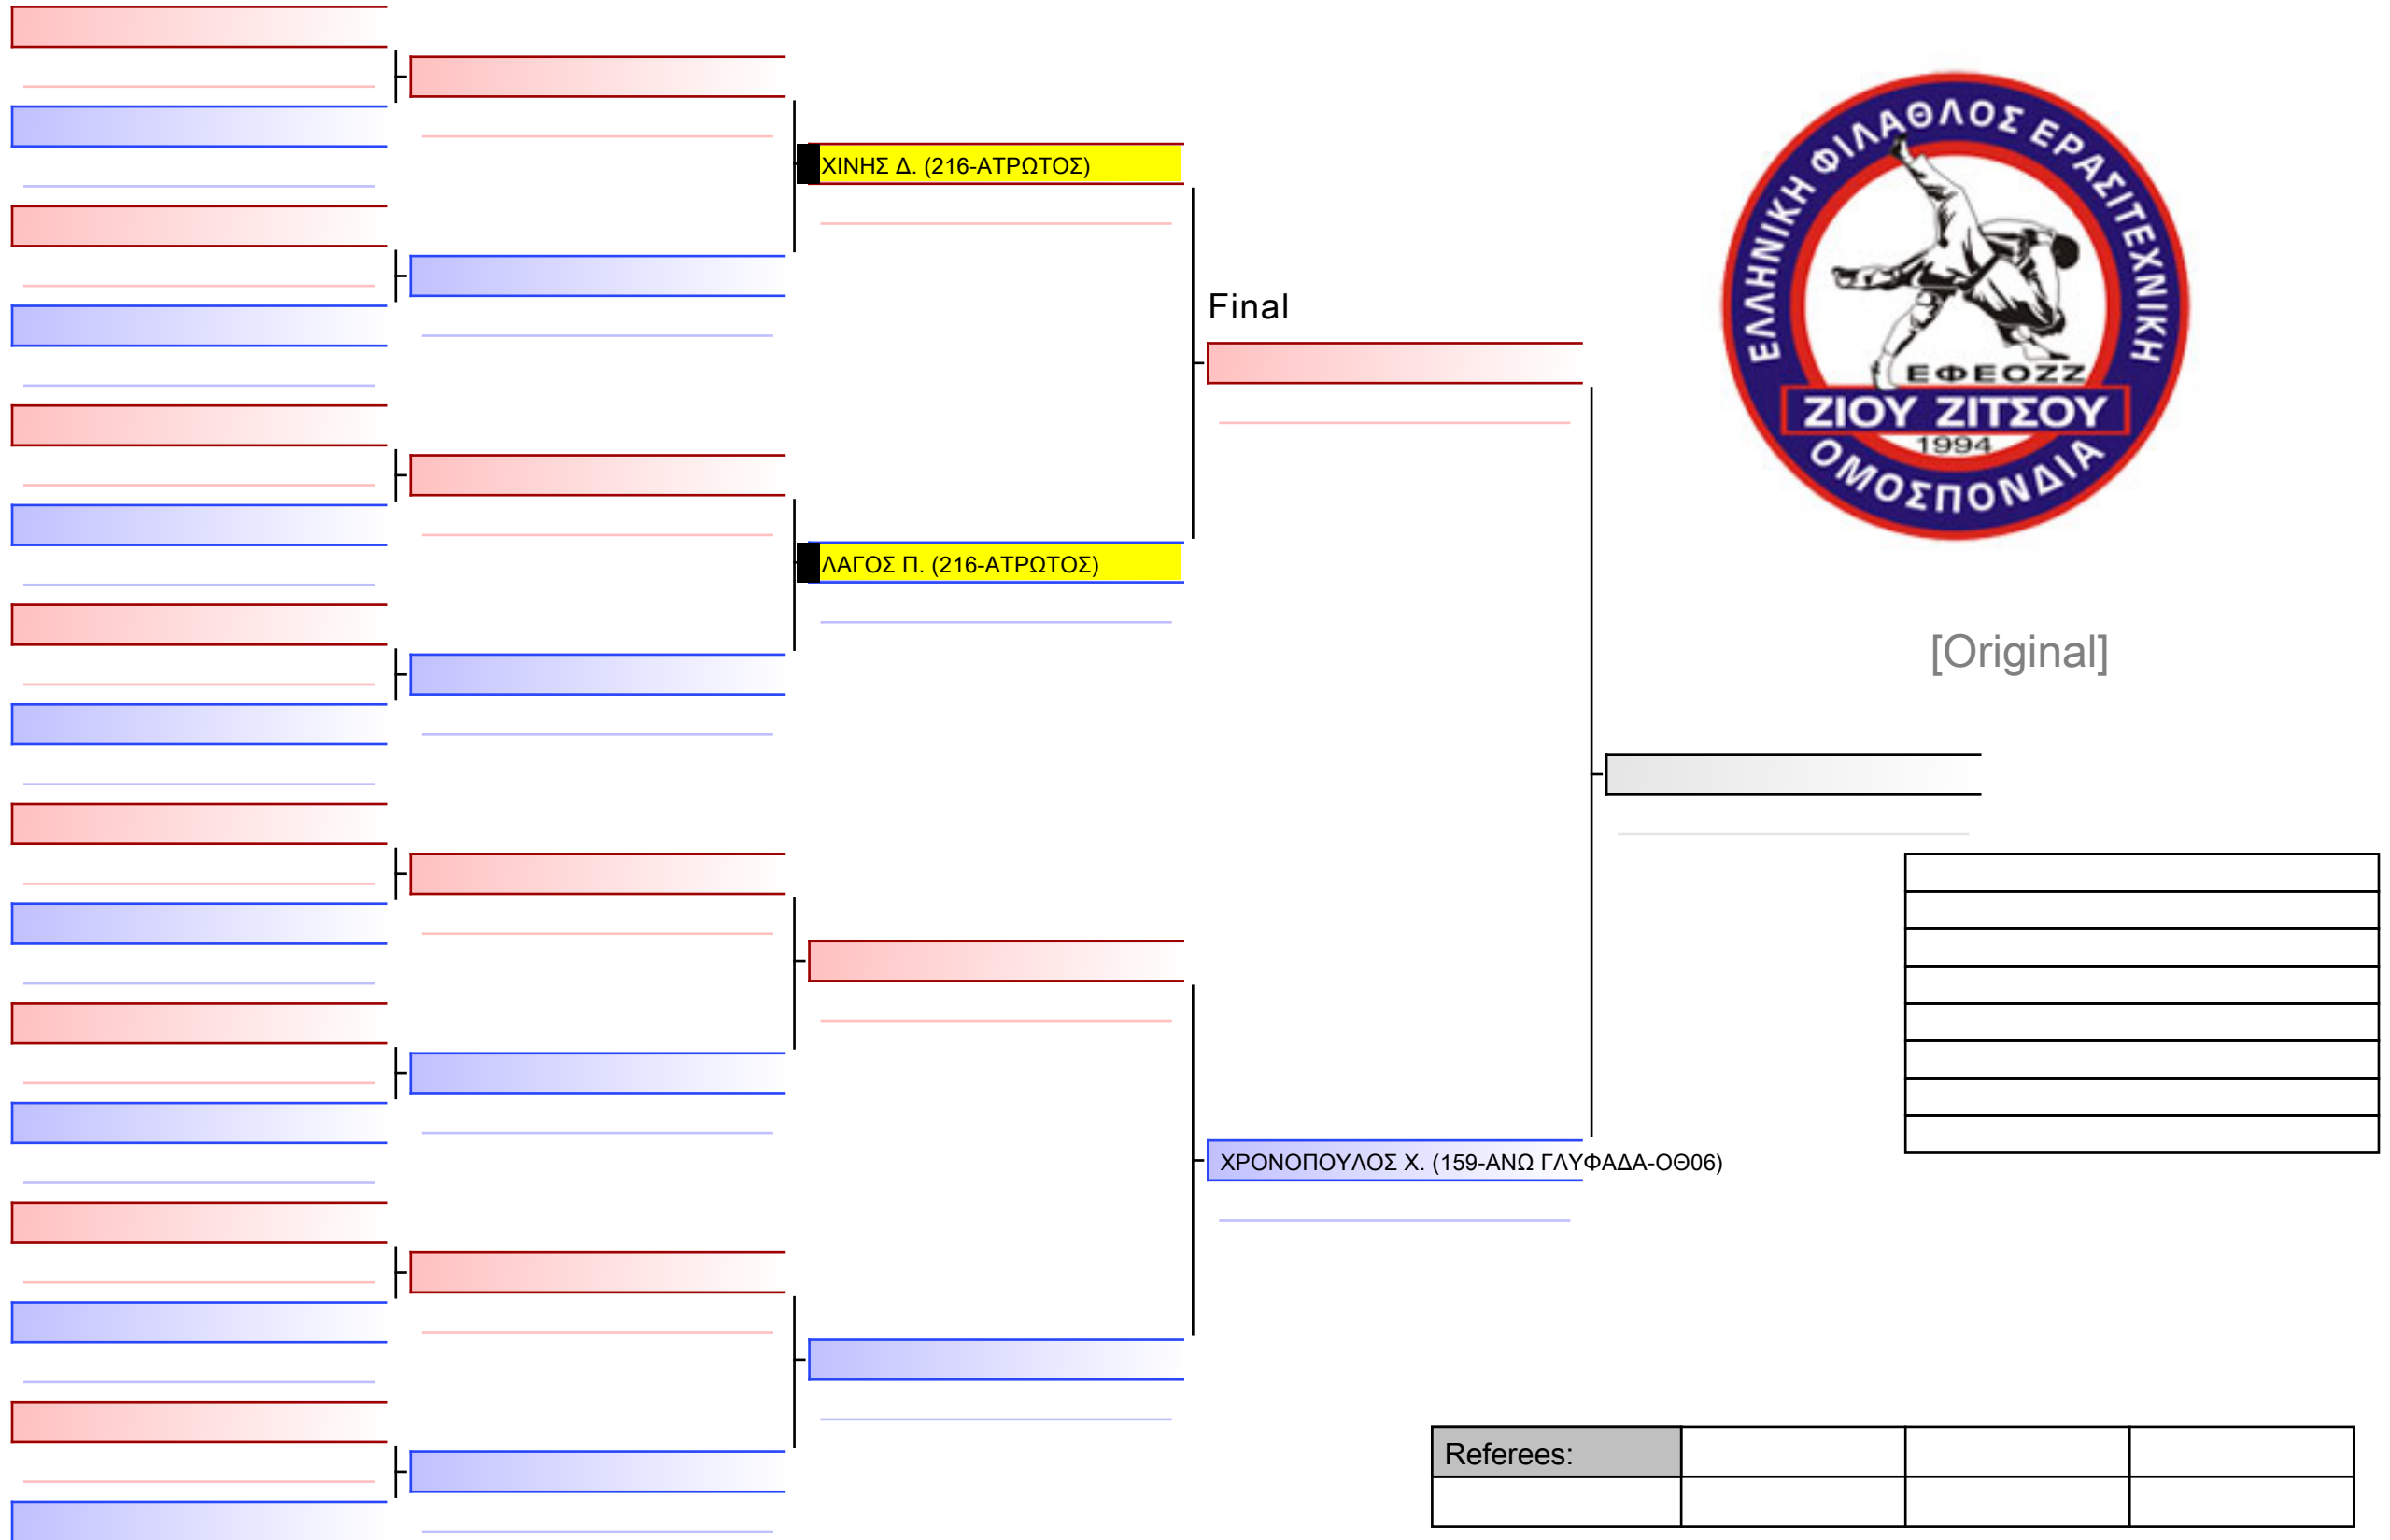 ΧΙΝΗΣ Δ. (216-ΑΤΡΩΤΟΣ)
Final
ΛΑΓΟΣ Π. (216-ΑΤΡΩΤΟΣ)
ΕΛΛΗΝΙΚΗ ΦΙΛΑΘΛΟΣ ΕΡΑΣΙΤΕΧΝΙΚΗ
ΕΦΕΟΖΖ
ΖΙΟΥ ΖΙΤΣΟΥ
1994
ΟΜΟΣΠΟΝΔΙΑ
[Original]
ΧΡΟΝΟΠΟΥΛΟΣ Χ. (159-ΑΝΩ ΓΛΥΦΑΔΑ-ΟΘ06)
Referees: